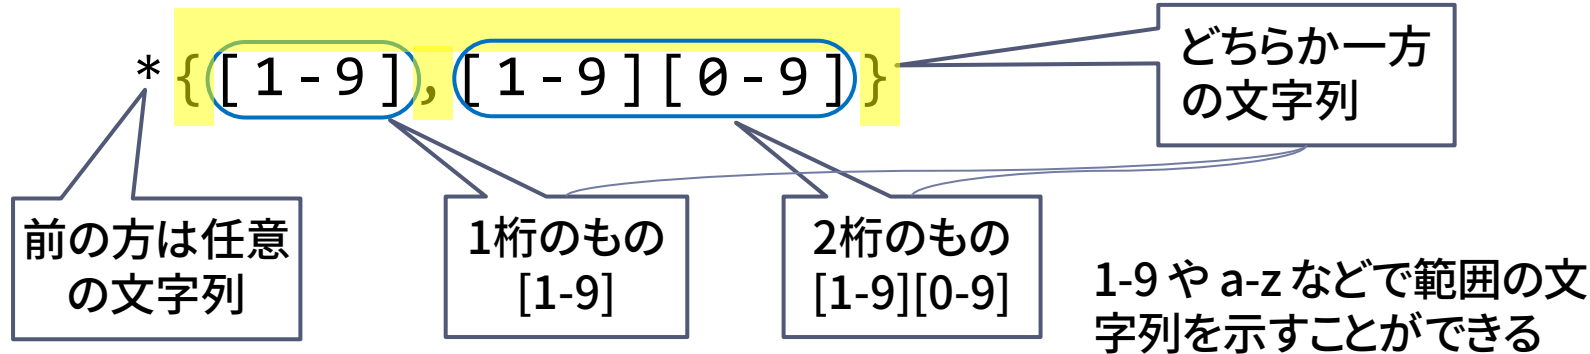 *{[1-9],[1-9][0-9]}
どちらか一方
の文字列
前の方は任意
の文字列
1桁のもの
[1-9]
2桁のもの
[1-9][0-9]
1-9 や a-z などで範囲の文
字列を示すことができる